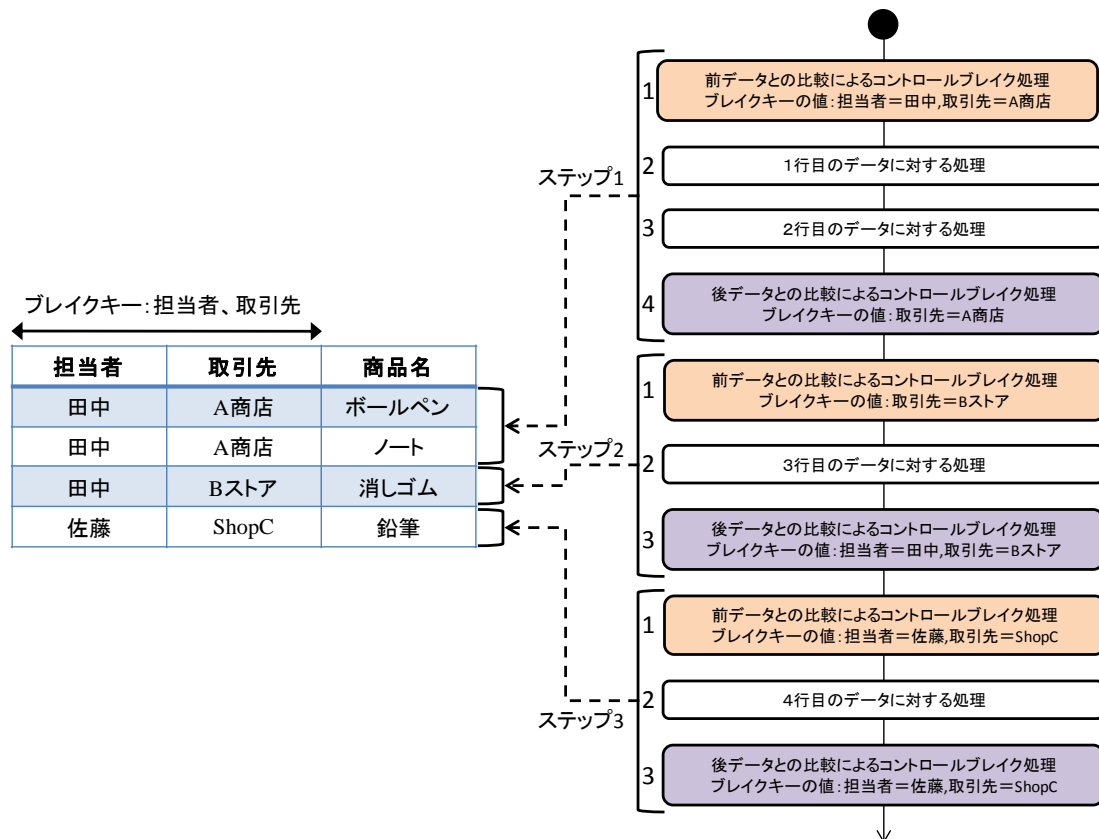 ブレイクキー：担当者、取引先
担当者 取引先 商品名
田中 A商店 ボールペン
田中 A商店 ノート
田中 Bストア 消しゴム
佐藤 ShopC 鉛筆
ステップ1
1
前データとの比較によるコントロールブレイク処理
ブレイクキーの値：担当者＝田中,取引先＝A商店
2
1行目のデータに対する処理
3
2行目のデータに対する処理
4
後データとの比較によるコントロールブレイク処理
ブレイクキーの値：取引先＝A商店
ステップ2
1
前データとの比較によるコントロールブレイク処理
ブレイクキーの値：取引先＝Bストア
2
3行目のデータに対する処理
3
後データとの比較によるコントロールブレイク処理
ブレイクキーの値：担当者＝田中,取引先＝Bストア
ステップ3
1
前データとの比較によるコントロールブレイク処理
ブレイクキーの値：担当者＝佐藤,取引先＝ShopC
2
4行目のデータに対する処理
3
後データとの比較によるコントロールブレイク処理
ブレイクキーの値：担当者＝佐藤,取引先＝ShopC